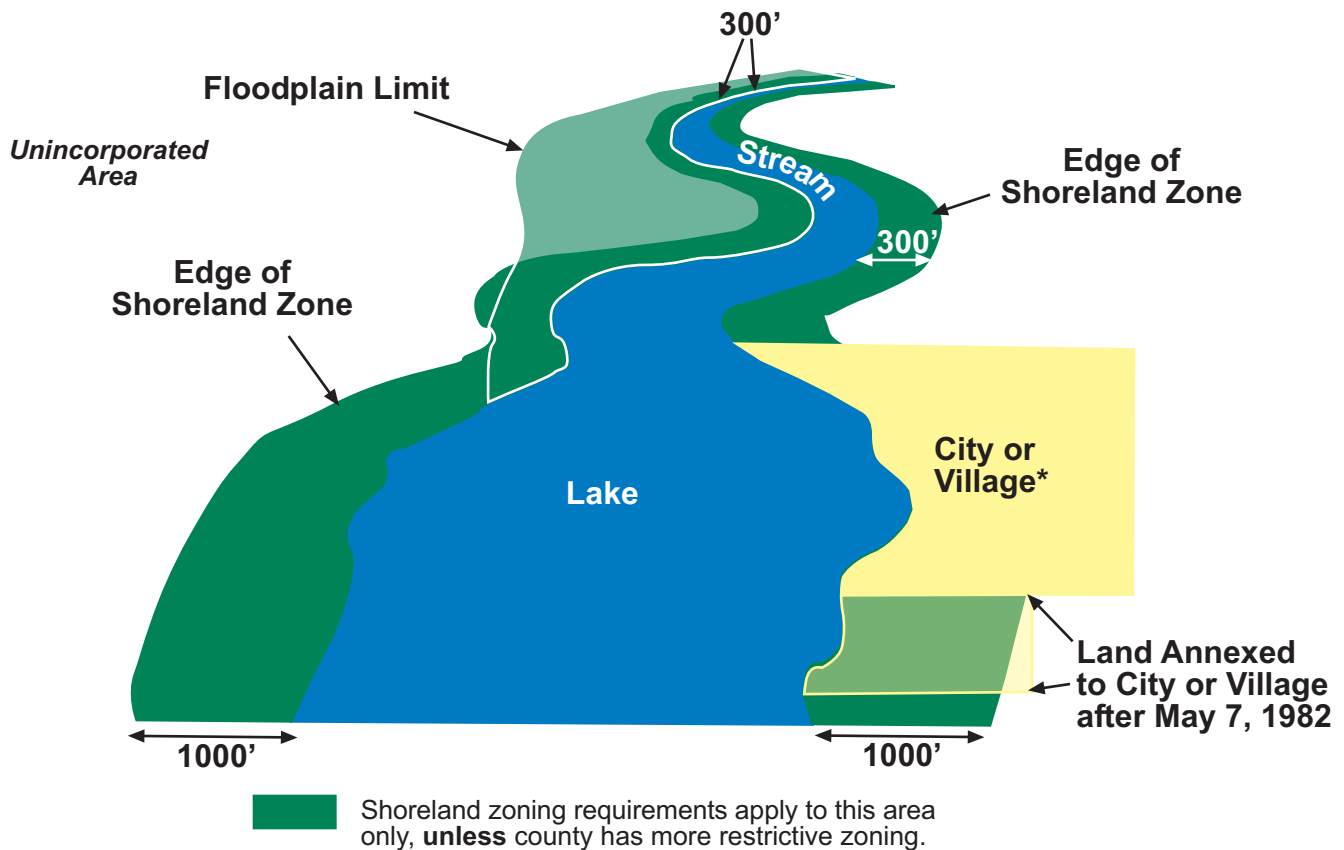 300’
Floodplain Limit
Unincorporated
Area
Stream
Edge of
Shoreland Zone
300’
Edge of
Shoreland Zone
City or
Village*
Lake
Land Annexed
to City or Village
after May 7, 1982
1000’
1000’
Shoreland zoning requirements apply to this area
only, unless county has more restrictive zoning.